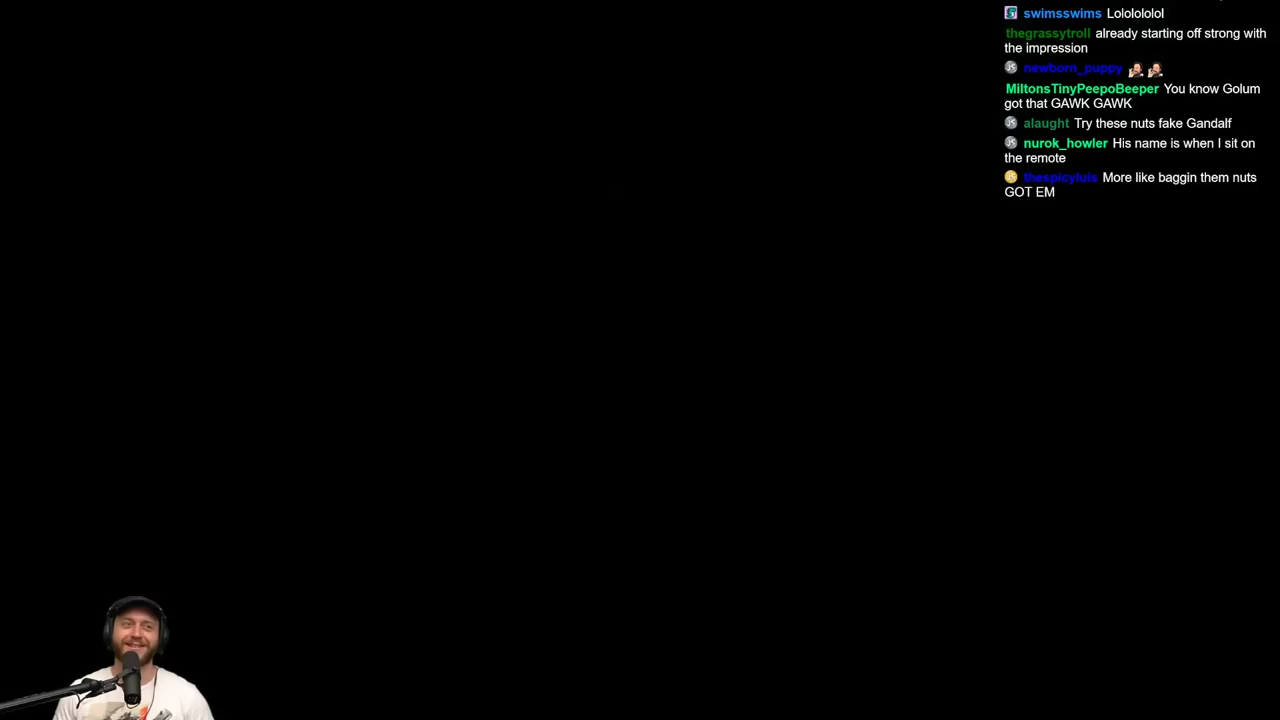 swimsswims Lolololololol
thegrassytroll already starting off strong with
the impression
newborn_puppy
MiltonsTinyPeepoBeeper You know Golum
got that GAWK GAWK
alaught Try these nuts fake Gandalf
nurok_howler His name is when I sit on
the remote
thespicyluis More like baggin them nuts
GOT EM